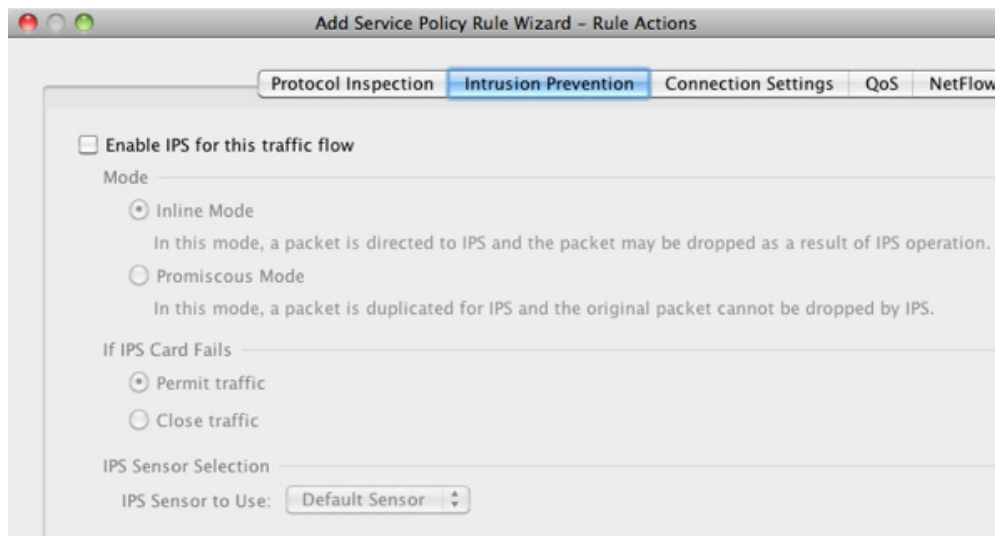 Add Service Policy Rule Wizard – Rule Actions
Protocol Inspection Intrusion Prevention Connection Settings QoS NetFlow
Enable IPS for this traffic flow
Mode
Inline Mode
In this mode, a packet is directed to IPS and the packet may be dropped as a result of IPS operation.
Promiscous Mode
In this mode, a packet is duplicated for IPS and the original packet cannot be dropped by IPS.
If IPS Card Fails
Permit traffic
Close traffic
IPS Sensor Selection
IPS Sensor to Use: Default Sensor